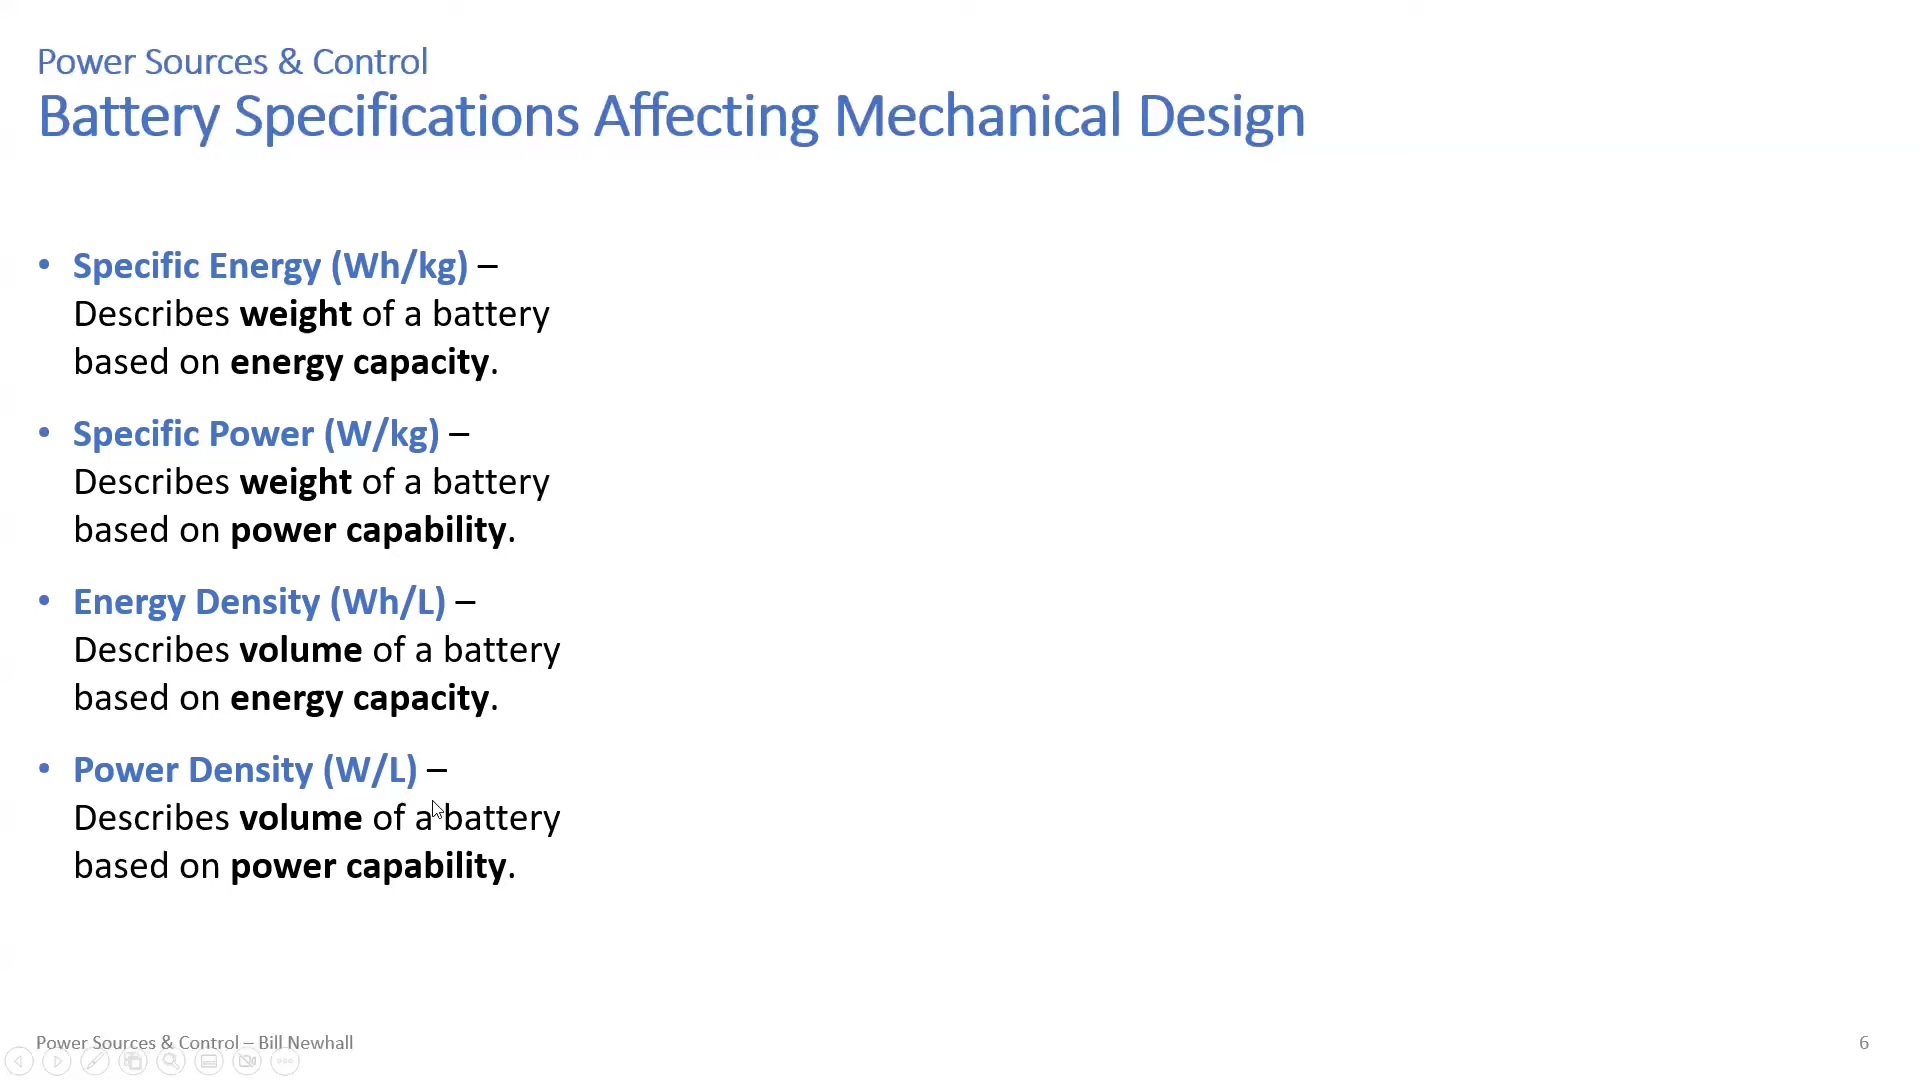 Power Sources & Control
Battery Specifications Affecting Mechanical Design
• Specific Energy (Wh/kg) –
Describes weight of a battery
based on energy capacity.
• Specific Power (W/kg) –
Describes weight of a battery
based on power capability.
• Energy Density (Wh/L) –
Describes volume of a battery
based on energy capacity.
• Power Density (W/L) –
Describes volume of a battery
based on power capability.
Power Sources & Control – Bill Newhall
6